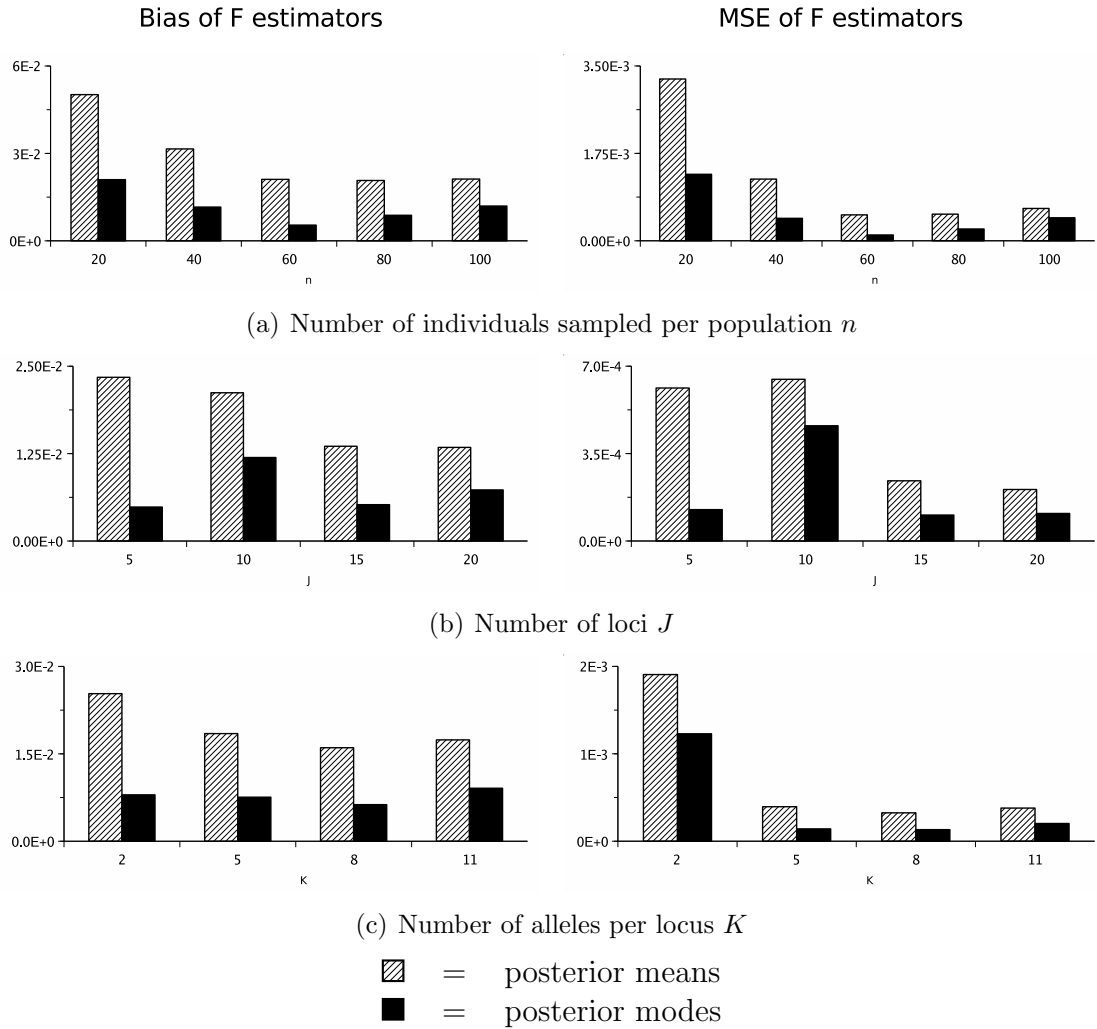 Bias of F estimators
MSE of F estimators
6E-2
3E-2
0E+0
20 40 60 80 100
n
3.50E-3
1.75E-3
0.00E+0
20 40 60 80 100
n
(a) Number of individuals sampled per population n
2.50E-2
1.25E-2
0.00E+0
5 10 15 20
J
7.0E-4
3.5E-4
0.0E+0
5 10 15 20
J
(b) Number of loci J
3.0E-2
1.5E-2
0.0E+0
2 5 8 11
K
2E-3
1E-3
0E+0
2 5 8 11
K
(c) Number of alleles per locus K
= posterior means
= posterior modes